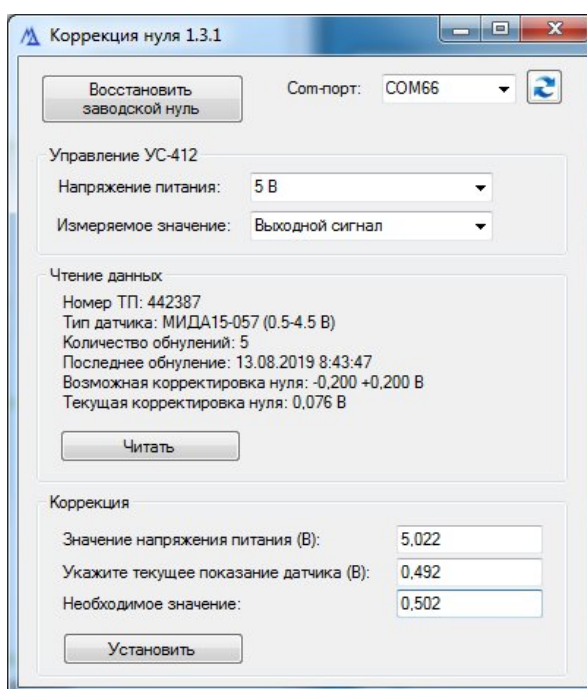 Коррекция нуля 1.3.1
Восстановить
заводской нуль
Com-порт: COM66
Управление УС-412
Напряжение питания: 5 В
Измеряемое значение: Выходной сигнал
Чтение данных
Номер ТП: 442387
Тип датчика: МИДА15-057 (0.5-4.5 В)
Количество обнулений: 5
Последнее обнуление: 13.08.2019 8:43:47
Возможная корректировка нуля: -0,200 +0,200 В
Текущая корректировка нуля: 0,076 В
Читать
Коррекция
Значение напряжения питания (В): 5,022
Укажите текущее показание датчика (В): 0,492
Необходимое значение: 0,502
Установить